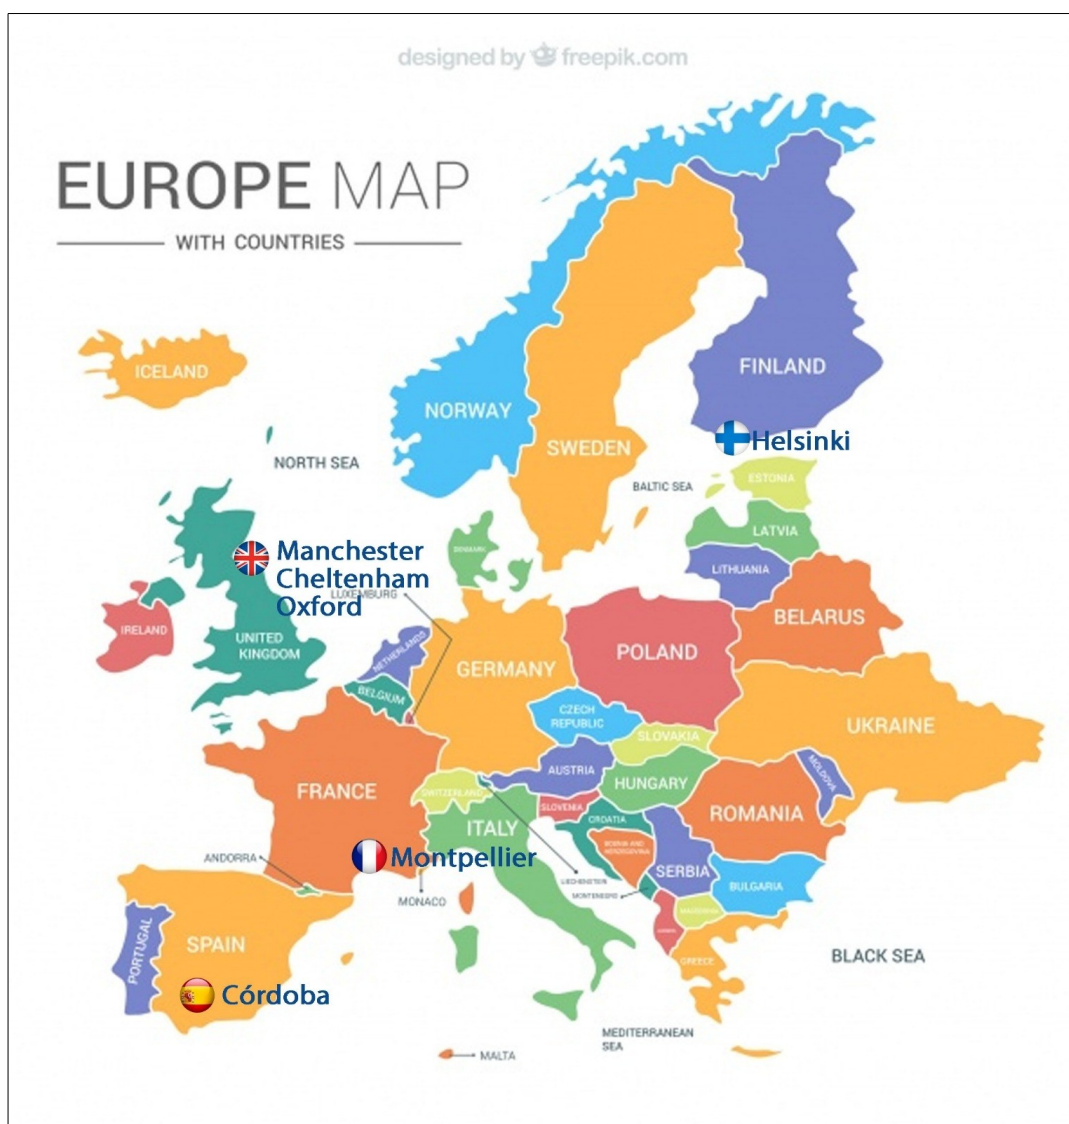 designed by freepik.com
EUROPE MAP
WITH COUNTRIES
ICELAND
FINLAND
NORWAY
SWEDEN
Helsinki
NORTH SEA
BALTIC SEA
ESTONIA
LATVIA
DENMARK
LITHUANIA
Manchester
Cheltenham
Oxford
LUXEMBURG
BELARUS
IRELAND
UNITED
KINGDOM
NETHERLANDS
POLAND
GERMANY
BELGIUM
CZECH
REPUBLIC
UKRAINE
SLOVAKIA
AUSTRIA
MOLDOVA
HUNGARY
FRANCE
SWITZERLAND
SLOVENIA
ROMANIA
CROATIA
ITALY
BOSNIA AND
HERZEGOVINA
Montpellier
ANDORRA
SERBIA
LIECHENSTEIN
BULGARIA
MONTENEGRO
MONACO
MACEDONIA
PORTUGAL
SPAIN
BLACK SEA
GREECE
Córdoba
MEDITERRANEAN
SEA
MALTA